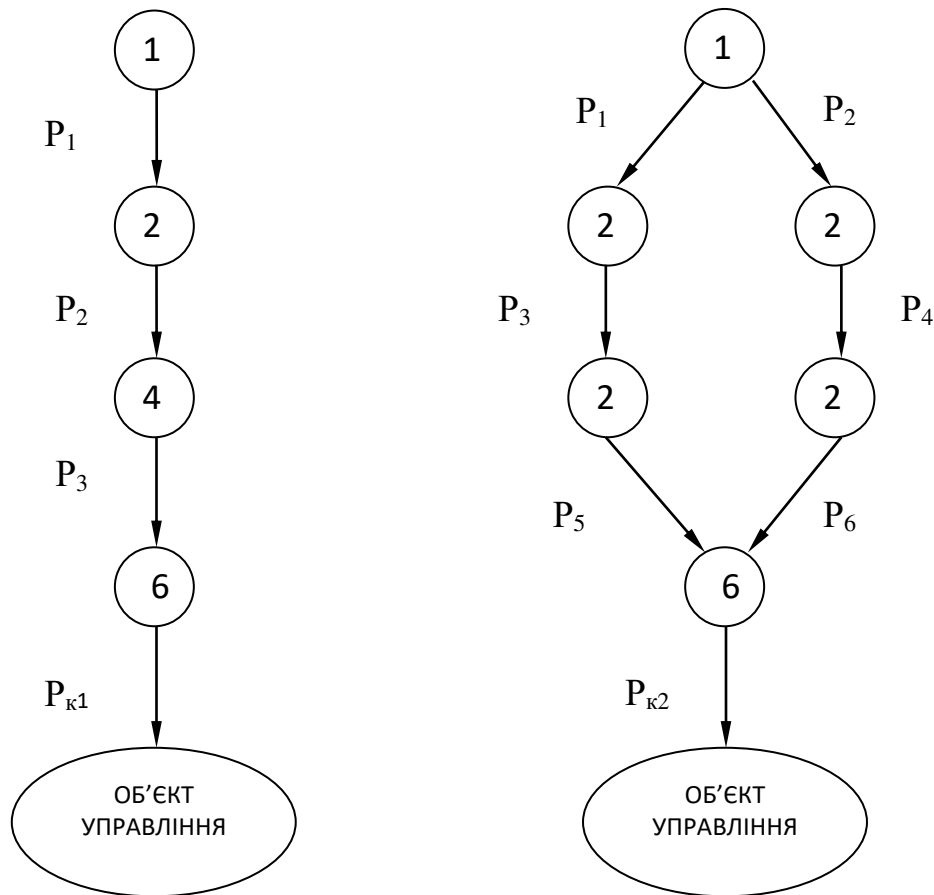 1
P₁
2
P₂
4
P₃
6
Pк1
ОБ’ЄКТ
УПРАВЛІННЯ
1
P₁
P₂
2
2
P₃
P₄
2
2
P₅
P₆
6
Pк2
ОБ’ЄКТ
УПРАВЛІННЯ